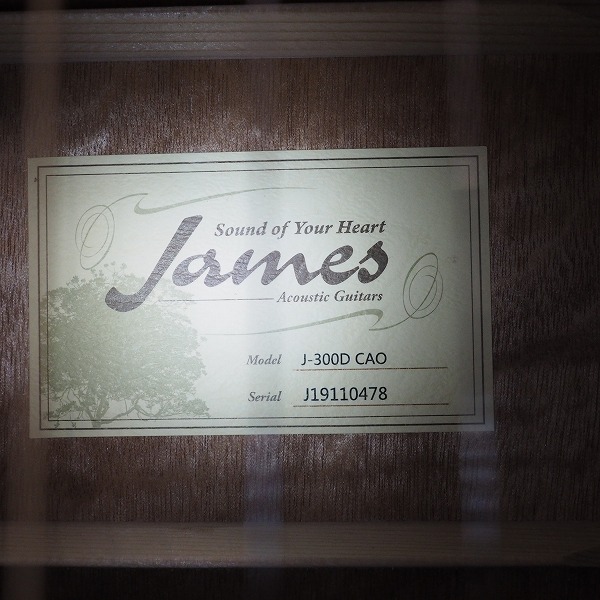 Sound of Your Heart
James
Acoustic Guitars
Model J-300D CAO
Serial J19110478